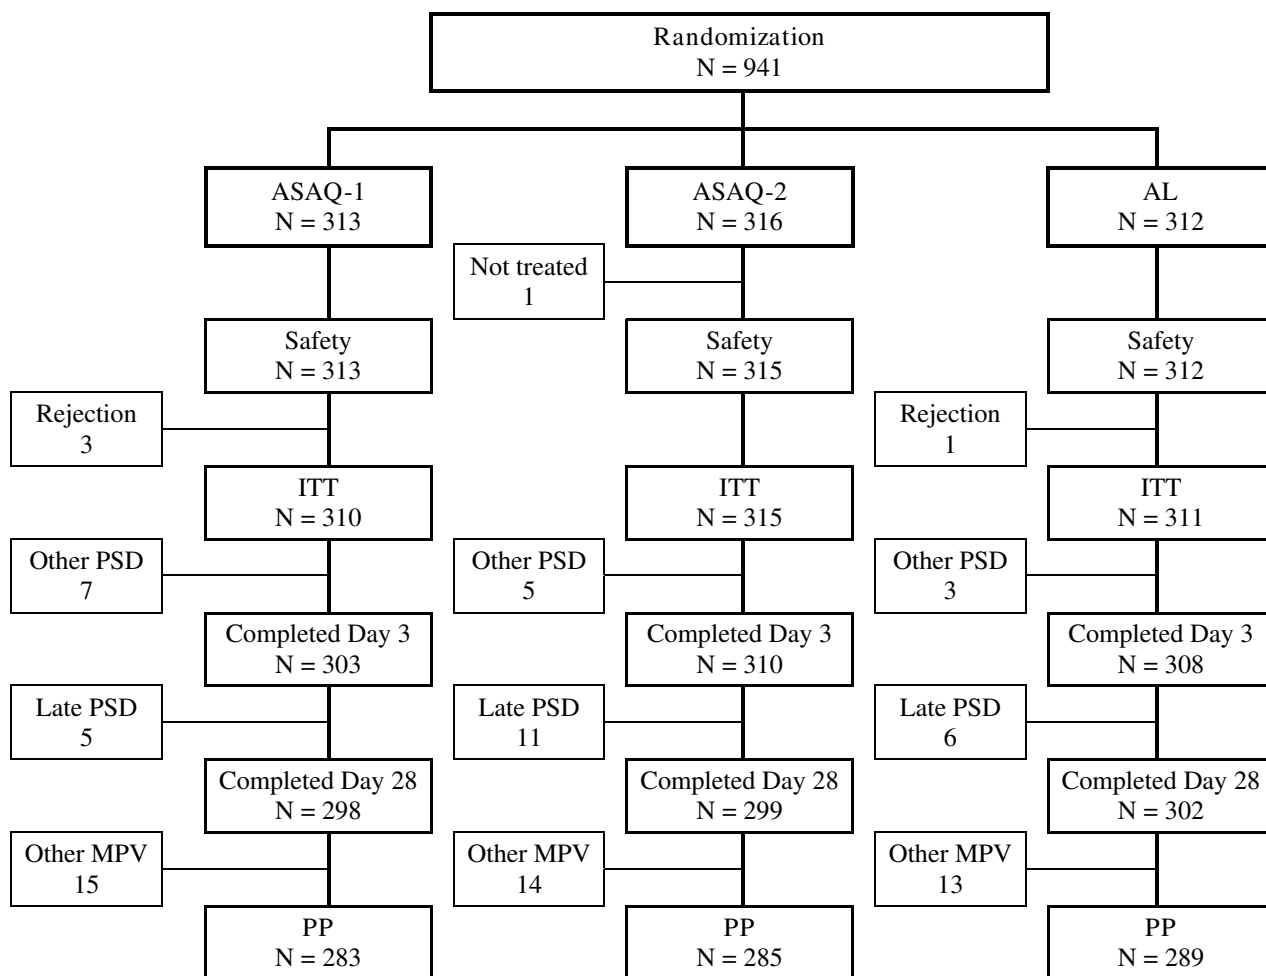 Randomization
N = 941
ASAQ-1
N = 313
ASAQ-2
N = 316
AL
N = 312
Not treated
1
Safety
N = 313
Safety
N = 315
Safety
N = 312
Rejection
3
Rejection
1
ITT
N = 310
ITT
N = 315
ITT
N = 311
Other PSD
7
Other PSD
5
Other PSD
3
Completed Day 3
N = 303
Completed Day 3
N = 310
Completed Day 3
N = 308
Late PSD
5
Late PSD
11
Late PSD
6
Completed Day 28
N = 298
Completed Day 28
N = 299
Completed Day 28
N = 302
Other MPV
15
Other MPV
14
Other MPV
13
PP
N = 283
PP
N = 285
PP
N = 289